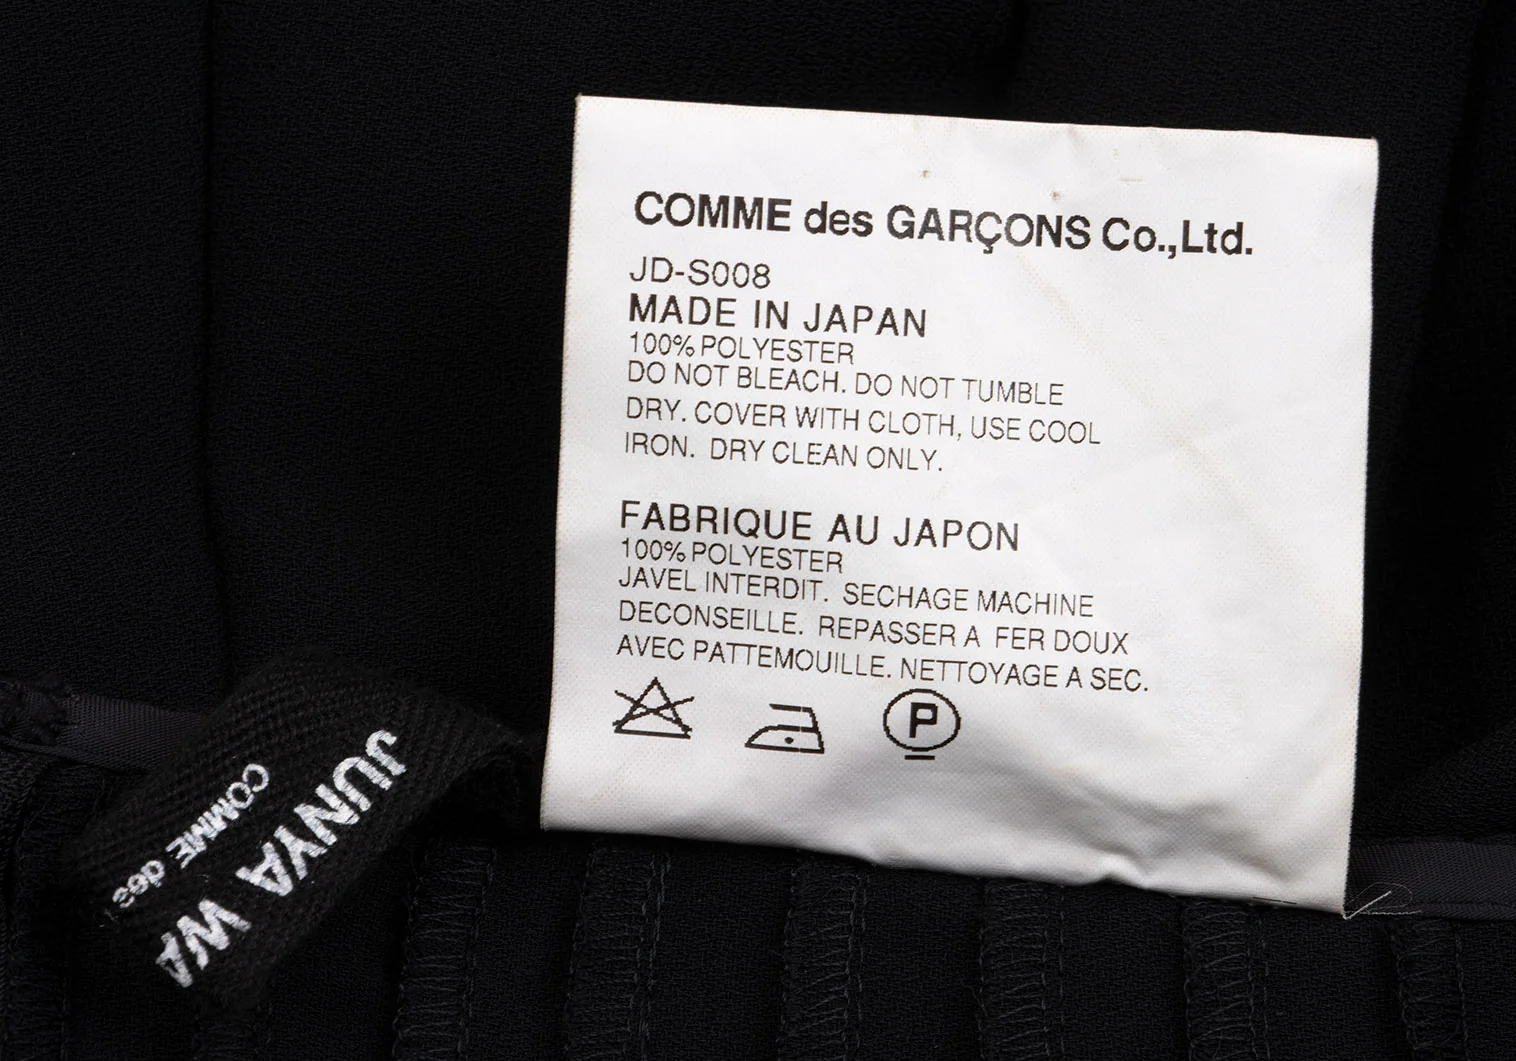 COMME des GARÇONS Co.,Ltd.
JD-S008
MADE IN JAPAN
100% POLYESTER
DO NOT BLEACH. DO NOT TUMBLE
DRY. COVER WITH CLOTH, USE COOL
IRON. DRY CLEAN ONLY.
FABRIQUE AU JAPON
100% POLYESTER
JAVEL INTERDIT. SECHAGE MACHINE
DECONSEILLE. REPASSER A FER DOUX
AVEC PATTEMOUILLE. NETTOYAGE A SEC.
P
JUNYA WA
COMME des